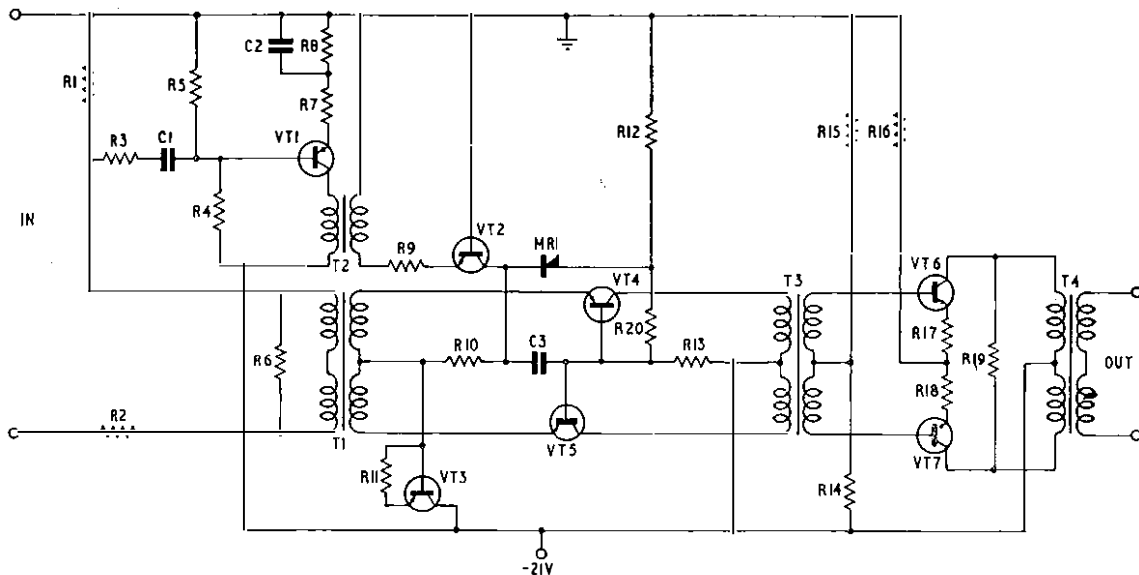 C2
R8
R1
R5
R7
R3
C1
VT1
R12
R15
R16
IN
R4
VT2
MR1
R9
T2
VT4
T3
VT6
T4
R20
R17
R10
C3
R13
R6
R19
OUT
R18
R2
T1
VT5
VT7
R11
VT3
R14
-21V